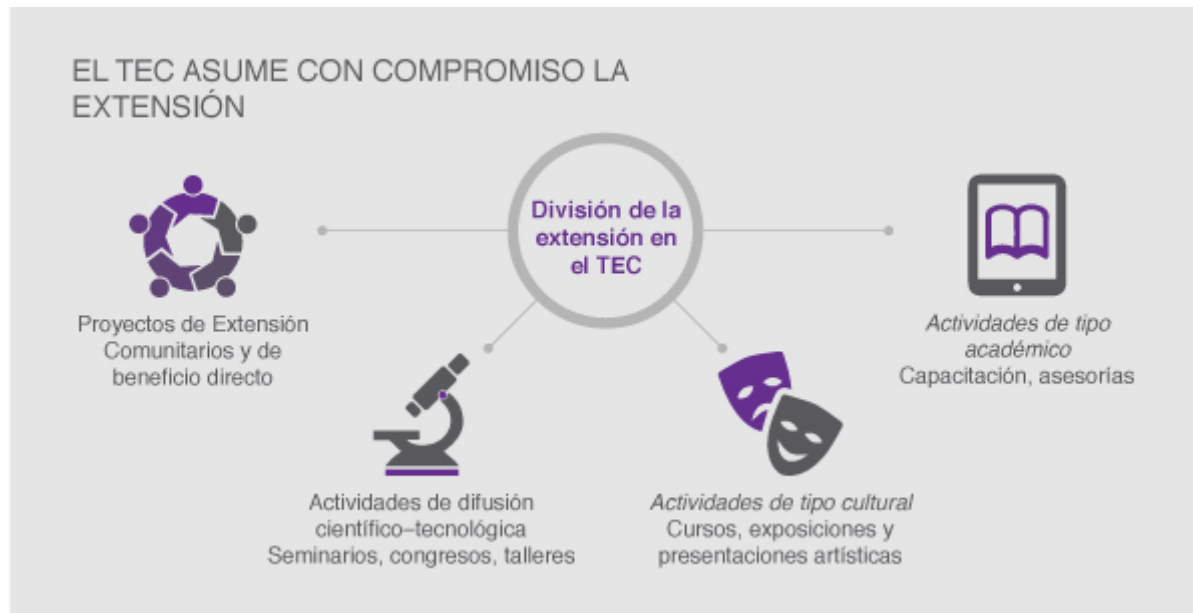 EL TEC ASUME CON COMPROMISO LA
EXTENSIÓN
División de la
extensión en
el TEC
Proyectos de Extensión
Comunitarios y de
beneficio directo
Actividades de difusión
científico–tecnológica
Seminarios, congresos, talleres
Actividades de tipo cultural
Cursos, exposiciones y
presentaciones artísticas
Actividades de tipo
académico
Capacitación, asesorías